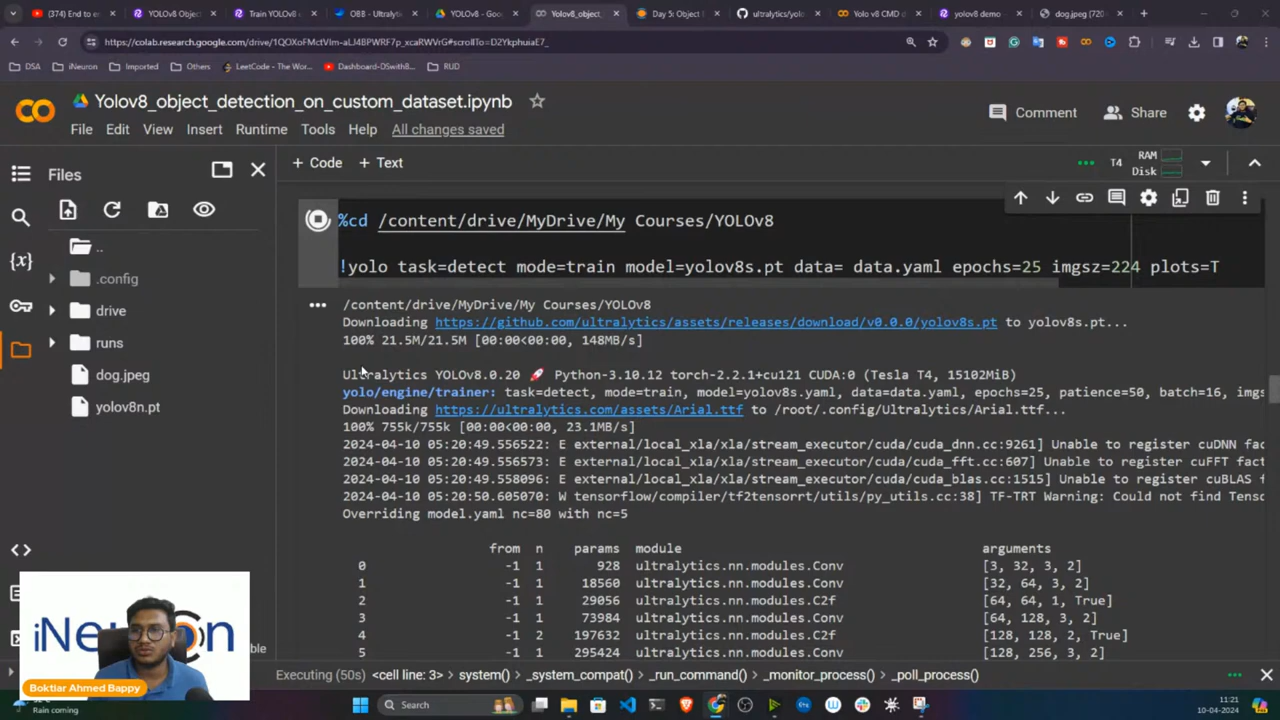 (374) End to e
YOLOv8 Object
Train YOLOv8 o
OBB - Ultralyti
YOLOv8 - Goo
Yolov8_object_
Day 5: Object
ultralytics/yolo
Yolo v8 CMD d
yolov8 demo
dog.jpeg (720
https://colab.research.google.com/drive/
DSA
iNeuron
Imported
Others
LeetCode - The Wor...
Dashboard-DSwithB...
RUD
Yolov8_object_detection_on_custom_dataset.ipynb
File Edit View Insert Runtime Tools Help All changes saved
Comment
Share
Files
+ Code + Text
T4
RAM
Disk
..
.config
drive
runs
dog.jpeg
yolov8n.pt
{x}
%cd /content/drive/MyDrive/My Courses/YOLOv8
!yolo task=detect mode=train model=yolov8s.pt data= data.yaml epochs=25 imgsz=224 plots=T
/content/drive/MyDrive/My Courses/YOLOv8
Downloading https://github.com/ultralytics/assets/releases/download/v0.0.0/yolov8s.pt to yolov8s.pt...
100% 21.5M/21.5M [00:00<00:00, 148MB/s]
Ultralytics YOLOv8.0.20 🚀 Python-3.10.12 torch-2.2.1+cu121 CUDA:0 (Tesla T4, 15102MiB)
yolo/engine/trainer: task=detect, mode=train, model=yolov8s.yaml, data=data.yaml, epochs=25, patience=50, batch=16, imgs
Downloading https://ultralytics.com/assets/Arial.ttf to /root/.config/Ultralytics/Arial.ttf...
100% 755k/755k [00:00<00:00, 23.1MB/s]
2024-04-10 05:20:49.556522: E external/local_xla/xla/stream_executor/cuda/cuda_dnn.cc:9261] Unable to register cuDNN fac
2024-04-10 05:20:49.556573: E external/local_xla/xla/stream_executor/cuda/cuda_fft.cc:607] Unable to register cuFFT fact
2024-04-10 05:20:49.558096: E external/local_xla/xla/stream_executor/cuda/cuda_blas.cc:1515] Unable to register cuBLAS f
2024-04-10 05:20:50.605070: W tensorflow/compiler/tf2tensorrt/utils/py_utils.cc:38] TF-TRT Warning: Could not find Tenso
Overriding model.yaml nc=80 with nc=5
from n params module arguments
0 -1 1 928 ultralytics.nn.modules.Conv [3, 32, 3, 2]
1 -1 1 18560 ultralytics.nn.modules.Conv [32, 64, 3, 2]
2 -1 1 29056 ultralytics.nn.modules.C2f [64, 64, 1, True]
3 -1 1 73984 ultralytics.nn.modules.Conv [64, 128, 3, 2]
4 -1 2 197632 ultralytics.nn.modules.C2f [128, 128, 2, True]
5 -1 1 295424 ultralytics.nn.modules.Conv [128, 256, 3, 2]
iNeuron
Boktiar Ahmed Bappy
Executing (50s) <cell line: 3> > system() > _system_compat() > _run_command() > _monitor_process() > _poll_process()
Rain coming
Search
11:21
10-04-2024